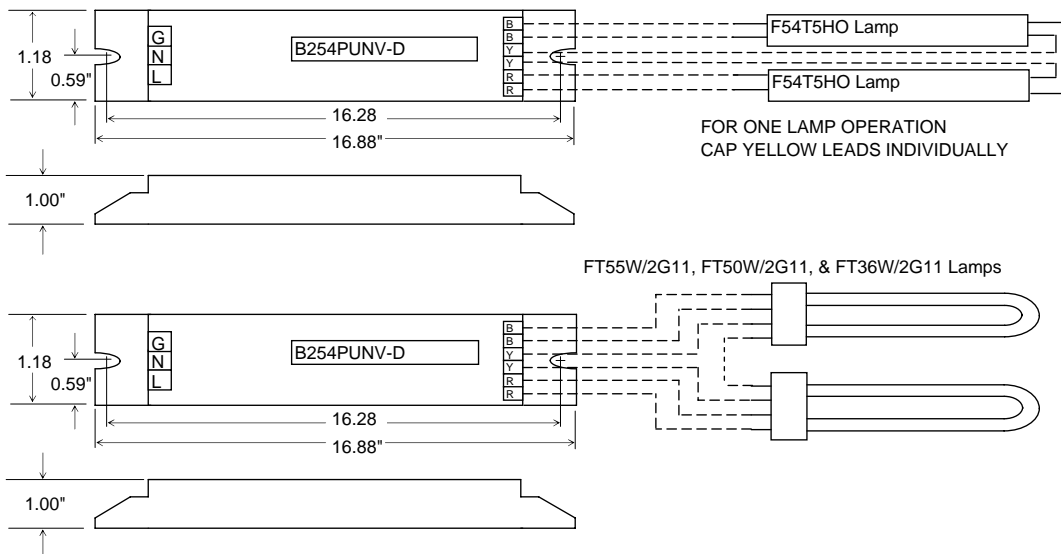 G
N
L
B254PUNV-D
B
B
Y
Y
R
R
F54T5HO Lamp
F54T5HO Lamp
1.18
0.59"
16.28
16.88"
FOR ONE LAMP OPERATION
CAP YELLOW LEADS INDIVIDUALLY
1.00"
FT55W/2G11, FT50W/2G11, & FT36W/2G11 Lamps
G
N
L
B254PUNV-D
B
B
Y
Y
R
R
1.18
0.59"
16.28
16.88"
1.00"